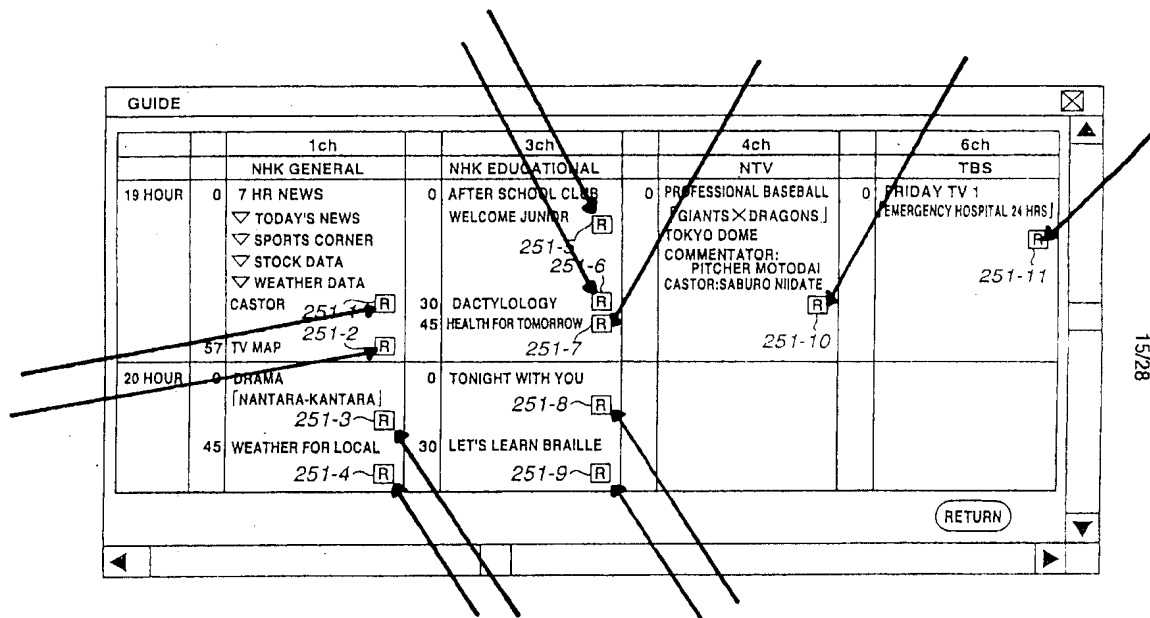 GUIDE
1ch 3ch 4ch 6ch
NHK GENERAL NHK EDUCATIONAL NTV TBS
19 HOUR 0 7 HR NEWS 0 AFTER SCHOOL CLUB 0 PROFESSIONAL BASEBALL 0 FRIDAY TV 1
▽ TODAY'S NEWS WELCOME JUNIOR R 「GIANTS×DRAGONS」 「EMERGENCY HOSPITAL 24 HRS」
▽ SPORTS CORNER 251-5 TOKYO DOME R
▽ STOCK DATA 251-6 COMMENTATOR: 251-11
▽ WEATHER DATA PITCHER MOTODAI
CASTOR 251-1 R 30 DACTYLOLOGY R CASTOR:SABURO NIIDATE
251-2 45 HEALTH FOR TOMORROW R R
57 TV MAP R 251-7 251-10
20 HOUR 0 DRAMA 0 TONIGHT WITH YOU
「NANTARA-KANTARA」 251-8 R
251-3 R
45 WEATHER FOR LOCAL 30 LET'S LEARN BRAILLE
251-4 R 251-9 R
RETURN
15/28